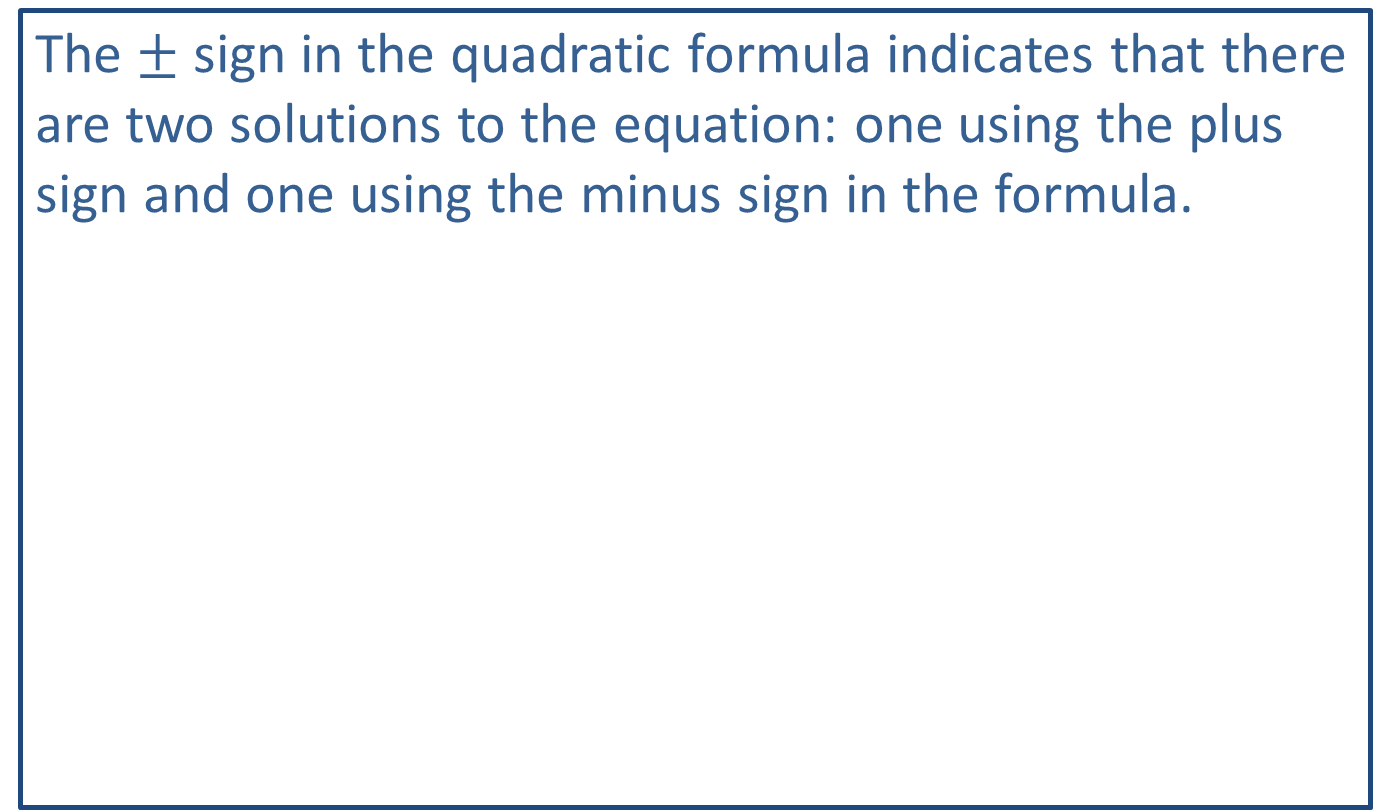 The ± sign in the quadratic formula indicates that there
are two solutions to the equation: one using the plus
sign and one using the minus sign in the formula.